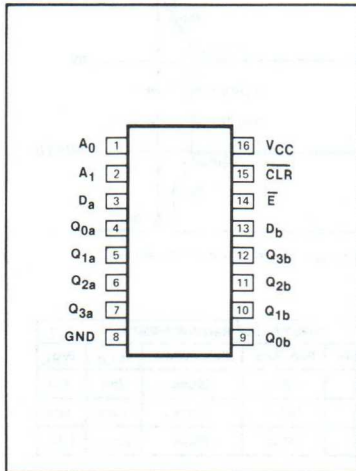 A0 1 16 VCC
A1 2 15 CLR
Da 3 14 E
Q0a 4 13 Db
Q1a 5 12 Q3b
Q2a 6 11 Q2b
Q3a 7 10 Q1b
GND 8 9 Q0b